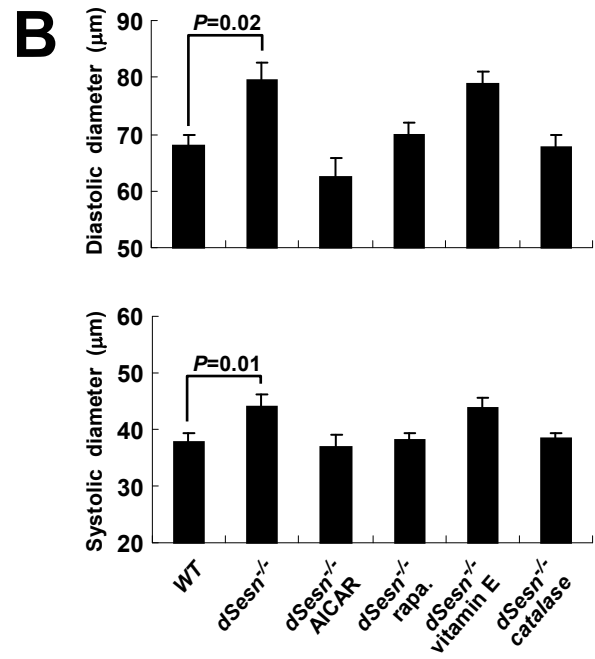 B
Diastolic diameter (μm)
90
80
70
60
50
P=0.02
Systolic diameter (μm)
60
50
40
30
20
P=0.01
WT
dSesn-/-
dSesn-/-
AICAR
dSesn-/-
rapa.
dSesn-/-
vitamin E
dSesn-/-
catalase